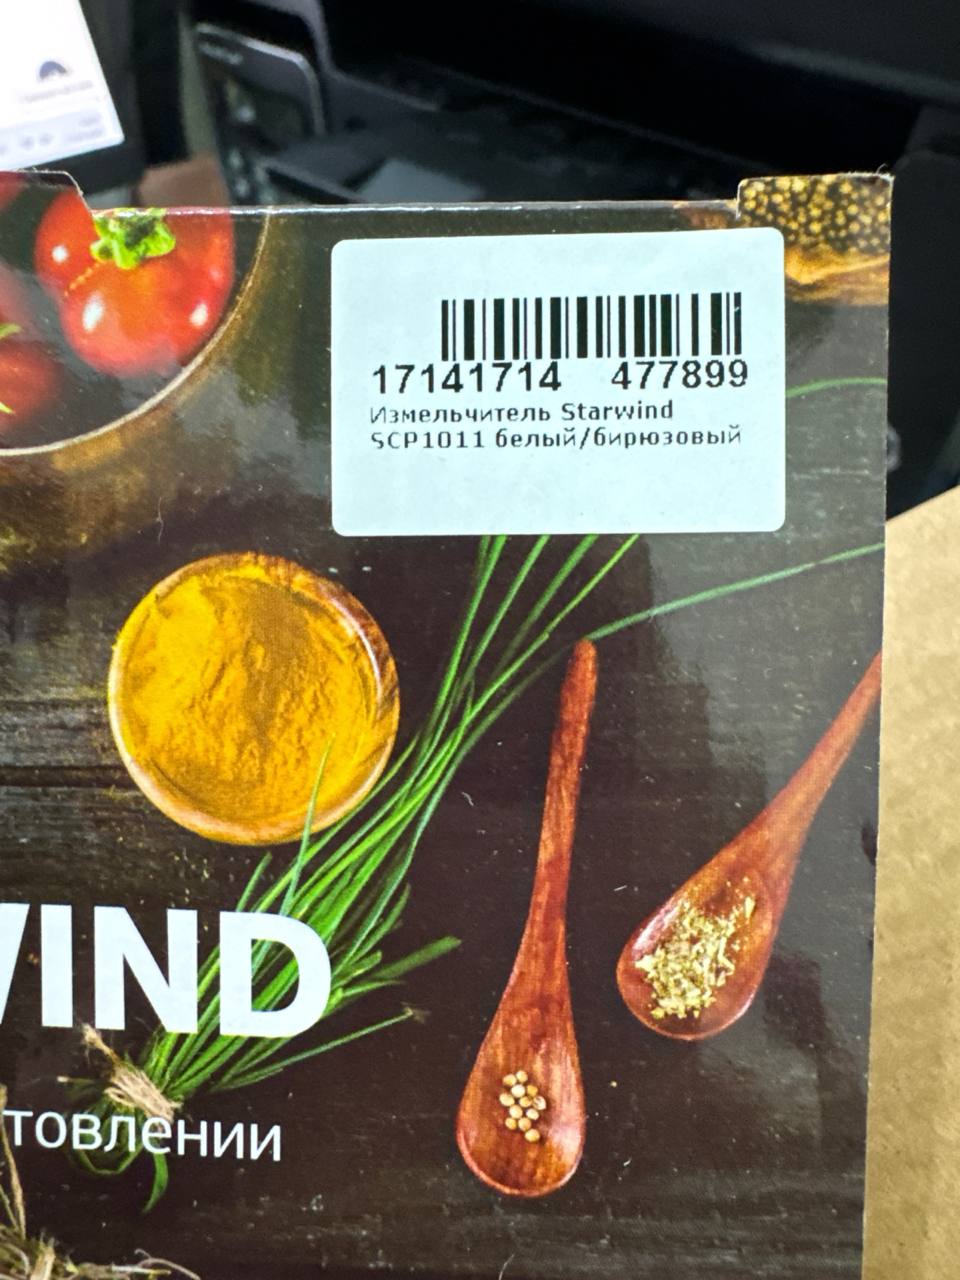 17141714 477899
Измельчитель Starwind
SCP1011 белый/бирюзовый
WIND
товлении